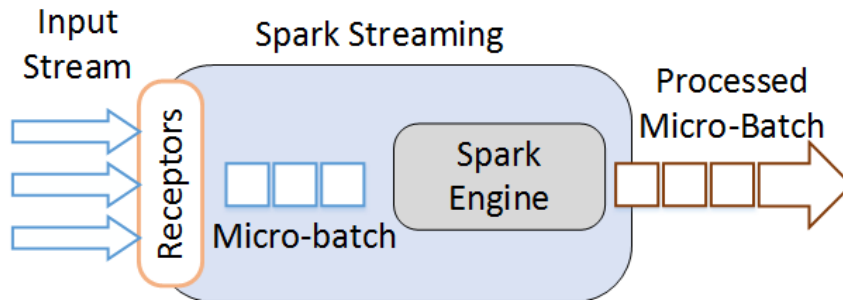 Input
Stream
Spark Streaming
Receptors
Micro-batch
Spark
Engine
Processed
Micro-Batch